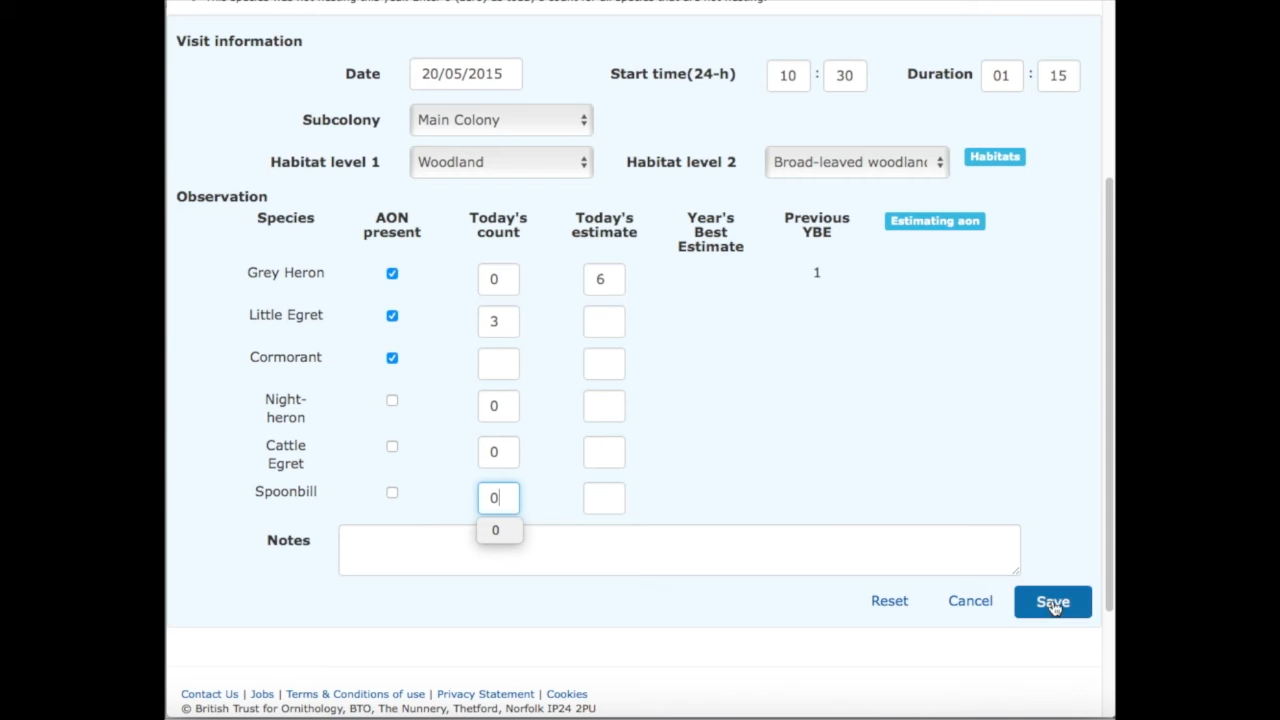 Visit information
Date 20/05/2015 Start time(24-h) 10 : 30 Duration 01 : 15
Subcolony Main Colony
Habitat level 1 Woodland Habitat level 2 Broad-leaved woodlan Habitats
Observation
Species AON present Today's count Today's estimate Year's Best Estimate Previous YBE Estimating aon
Grey Heron 0 6 1
Little Egret 3
Cormorant
Night-heron 0
Cattle Egret 0
Spoonbill 0
0
Notes
Reset Cancel Save
Contact Us | Jobs | Terms & Conditions of use | Privacy Statement | Cookies
© British Trust for Ornithology, BTO, The Nunnery, Thetford, Norfolk IP24 2PU